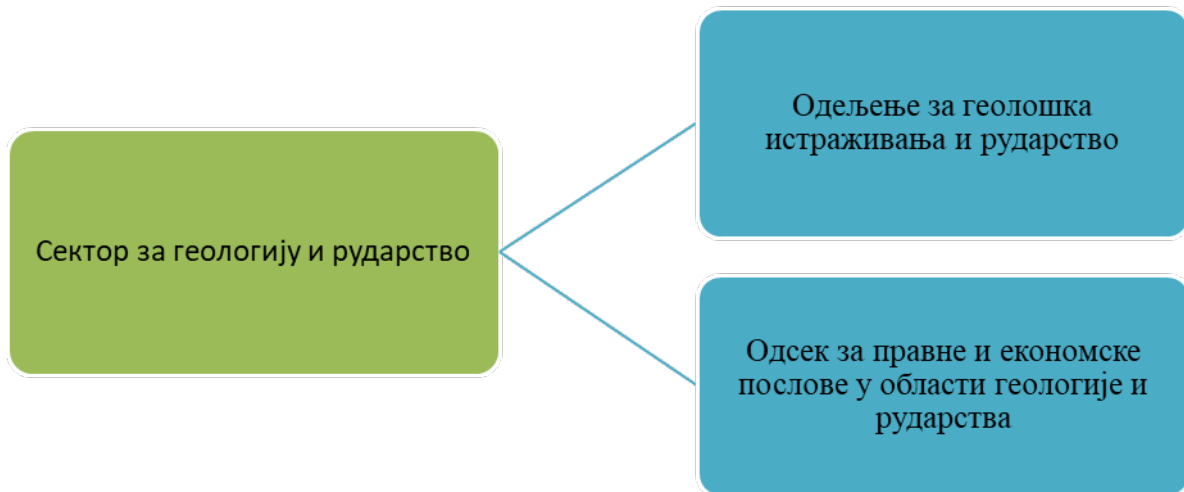 Сектор за геологију и рударство
Одељење за геолошка
истраживања и рударство
Одсек за правне и економске
послове у области геологије и
рударства